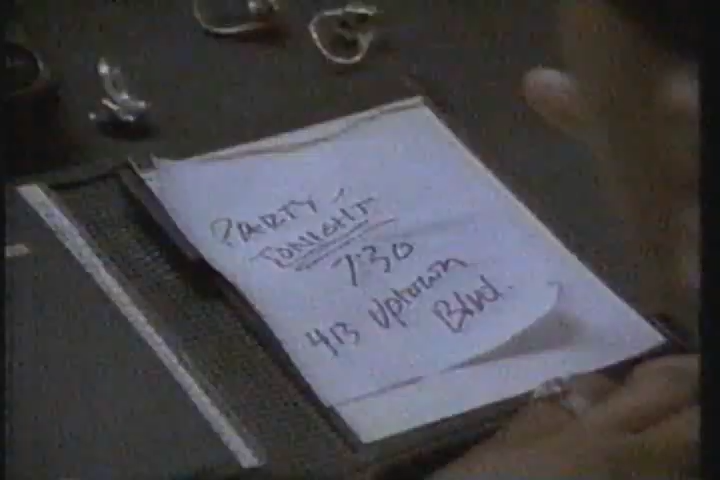 PARTY -
TONIGHT
7:30
413 Uptown
Blvd.